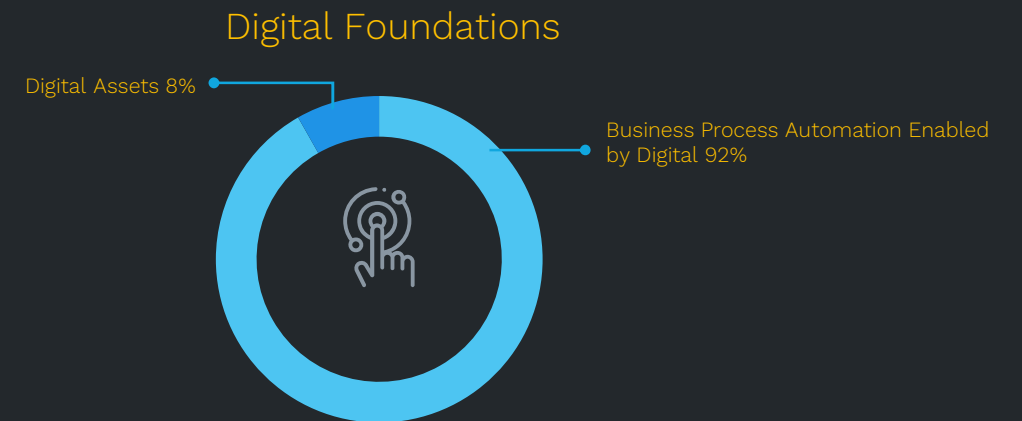 Digital Foundations
Digital Assets 8%
Business Process Automation Enabled
by Digital 92%